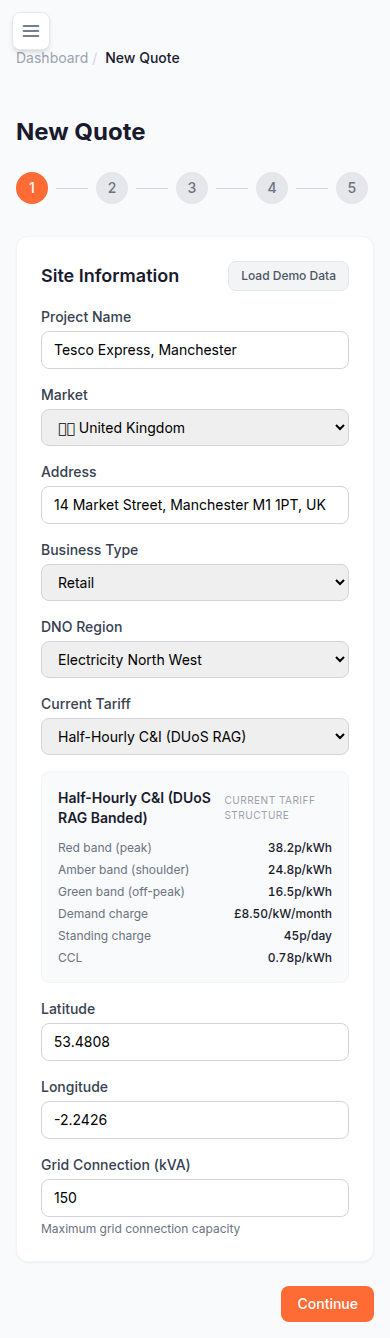 Dashboard / New Quote
New Quote
1 2 3 4 5
Site Information
Load Demo Data
Project Name
Tesco Express, Manchester
Market
United Kingdom
Address
14 Market Street, Manchester M1 1PT, UK
Business Type
Retail
DNO Region
Electricity North West
Current Tariff
Half-Hourly C&I (DUoS RAG)
Half-Hourly C&I (DUoS
RAG Banded)
CURRENT TARIFF
STRUCTURE
Red band (peak) 38.2p/kWh
Amber band (shoulder) 24.8p/kWh
Green band (off-peak) 16.5p/kWh
Demand charge £8.50/kW/month
Standing charge 45p/day
CCL 0.78p/kWh
Latitude
53.4808
Longitude
-2.2426
Grid Connection (kVA)
150
Maximum grid connection capacity
Continue